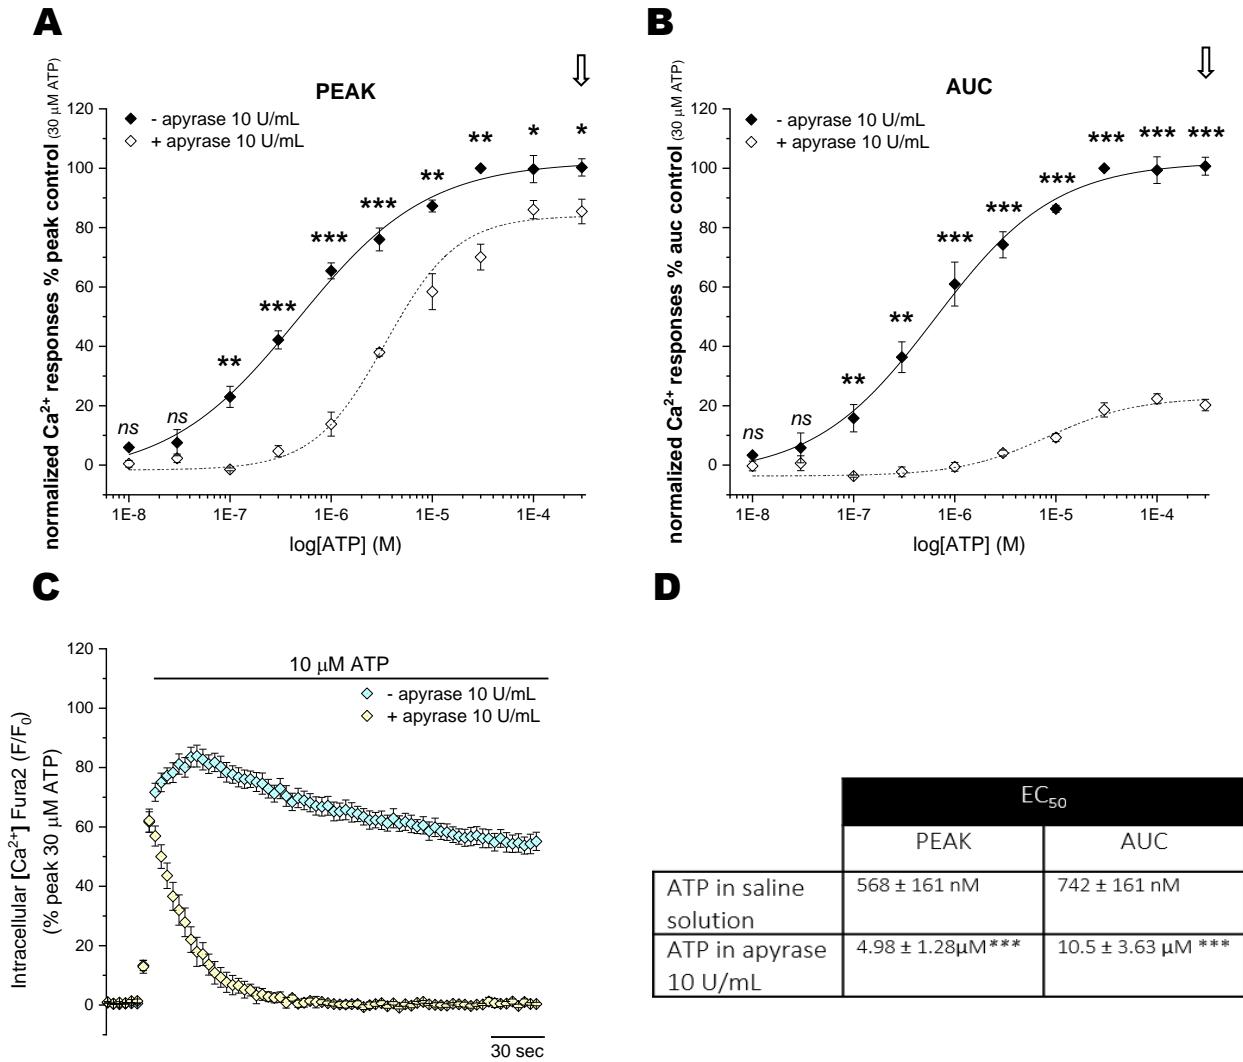 A
PEAK
- apyrase 10 U/mL
+ apyrase 10 U/mL
normalized Ca²⁺ responses % peak control (30 μM ATP)
120
100
80
60
40
20
0
ns
ns
**
***
***
***
**
**
*
*
1E-8
1E-7
1E-6
1E-5
1E-4
log[ATP] (M)
B
AUC
- apyrase 10 U/mL
+ apyrase 10 U/mL
normalized Ca²⁺ responses % auc control (30 μM ATP)
120
100
80
60
40
20
0
ns
ns
**
**
***
***
***
***
***
***
1E-8
1E-7
1E-6
1E-5
1E-4
log[ATP] (M)
C
10 μM ATP
- apyrase 10 U/mL
+ apyrase 10 U/mL
Intracellular [Ca²⁺] Fura2 (F/F₀)
(% peak 30 μM ATP)
120
100
80
60
40
20
0
30 sec
D
EC₅₀
PEAK AUC
ATP in saline
solution
568 ± 161 nM
742 ± 161 nM
ATP in apyrase
10 U/mL
4.98 ± 1.28μM***
10.5 ± 3.63 μM ***